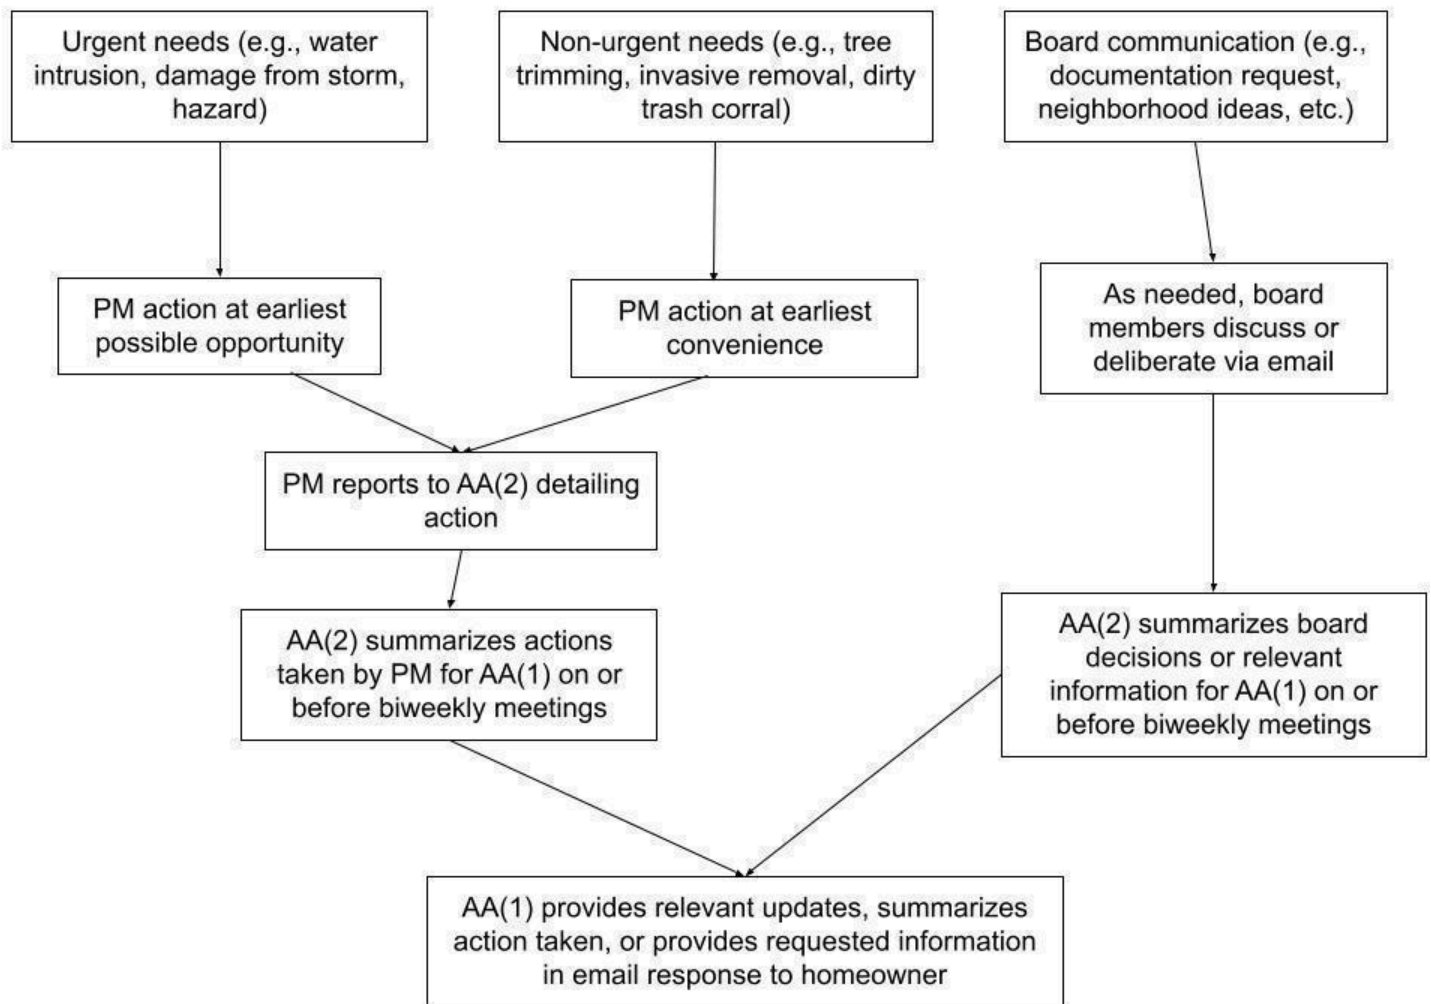 Urgent needs (e.g., water
intrusion, damage from storm,
hazard)
Non-urgent needs (e.g., tree
trimming, invasive removal, dirty
trash corral)
Board communication (e.g.,
documentation request,
neighborhood ideas, etc.)
PM action at earliest
possible opportunity
PM action at earliest
convenience
As needed, board
members discuss or
deliberate via email
PM reports to AA(2) detailing
action
AA(2) summarizes actions
taken by PM for AA(1) on or
before biweekly meetings
AA(2) summarizes board
decisions or relevant
information for AA(1) on or
before biweekly meetings
AA(1) provides relevant updates, summarizes
action taken, or provides requested information
in email response to homeowner